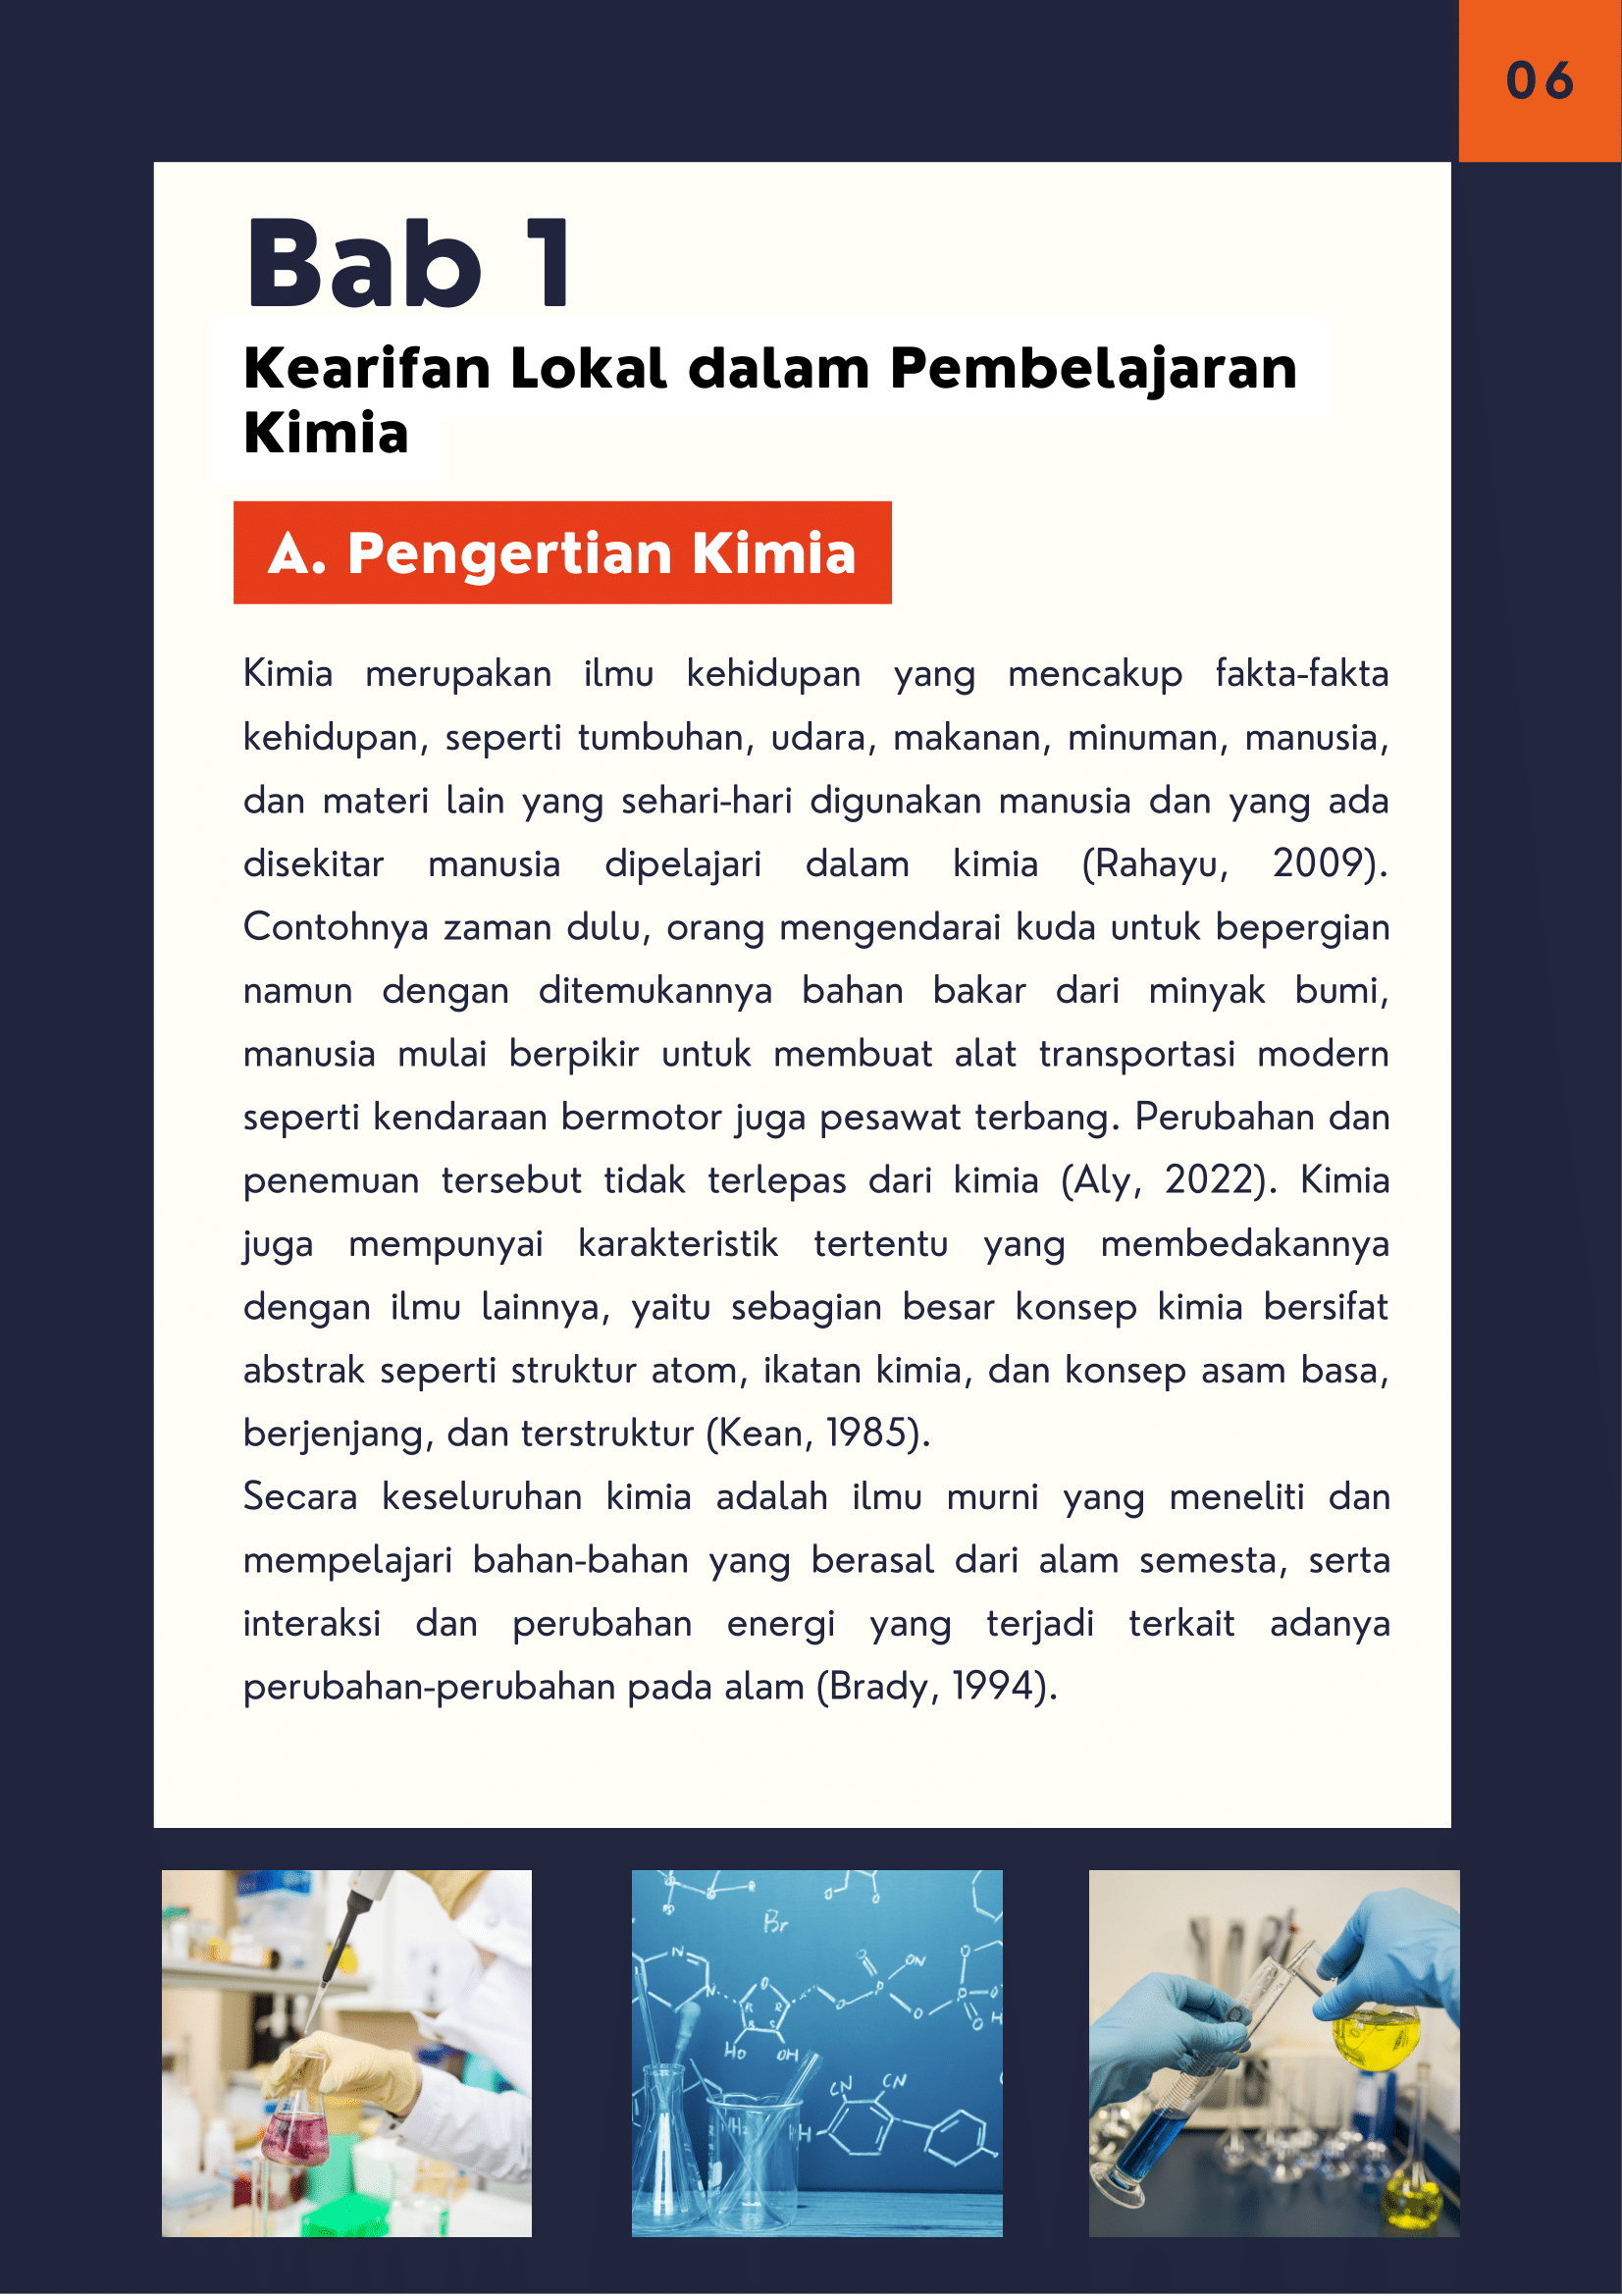 06
Bab 1
Kearifan Lokal dalam Pembelajaran
Kimia
A. Pengertian Kimia
Kimia merupakan ilmu kehidupan yang mencakup fakta-fakta
kehidupan, seperti tumbuhan, udara, makanan, minuman, manusia,
dan materi lain yang sehari-hari digunakan manusia dan yang ada
disekitar manusia dipelajari dalam kimia (Rahayu, 2009).
Contohnya zaman dulu, orang mengendarai kuda untuk bepergian
namun dengan ditemukannya bahan bakar dari minyak bumi,
manusia mulai berpikir untuk membuat alat transportasi modern
seperti kendaraan bermotor juga pesawat terbang. Perubahan dan
penemuan tersebut tidak terlepas dari kimia (Aly, 2022). Kimia
juga mempunyai karakteristik tertentu yang membedakannya
dengan ilmu lainnya, yaitu sebagian besar konsep kimia bersifat
abstrak seperti struktur atom, ikatan kimia, dan konsep asam basa,
berjenjang, dan terstruktur (Kean, 1985).
Secara keseluruhan kimia adalah ilmu murni yang meneliti dan
mempelajari bahan-bahan yang berasal dari alam semesta, serta
interaksi dan perubahan energi yang terjadi terkait adanya
perubahan-perubahan pada alam (Brady, 1994).
Br
N
ON
O
N
O
P
O
P
O
R
R
R
S
O
O
H
HO
OH
CN
CN
NH2
H